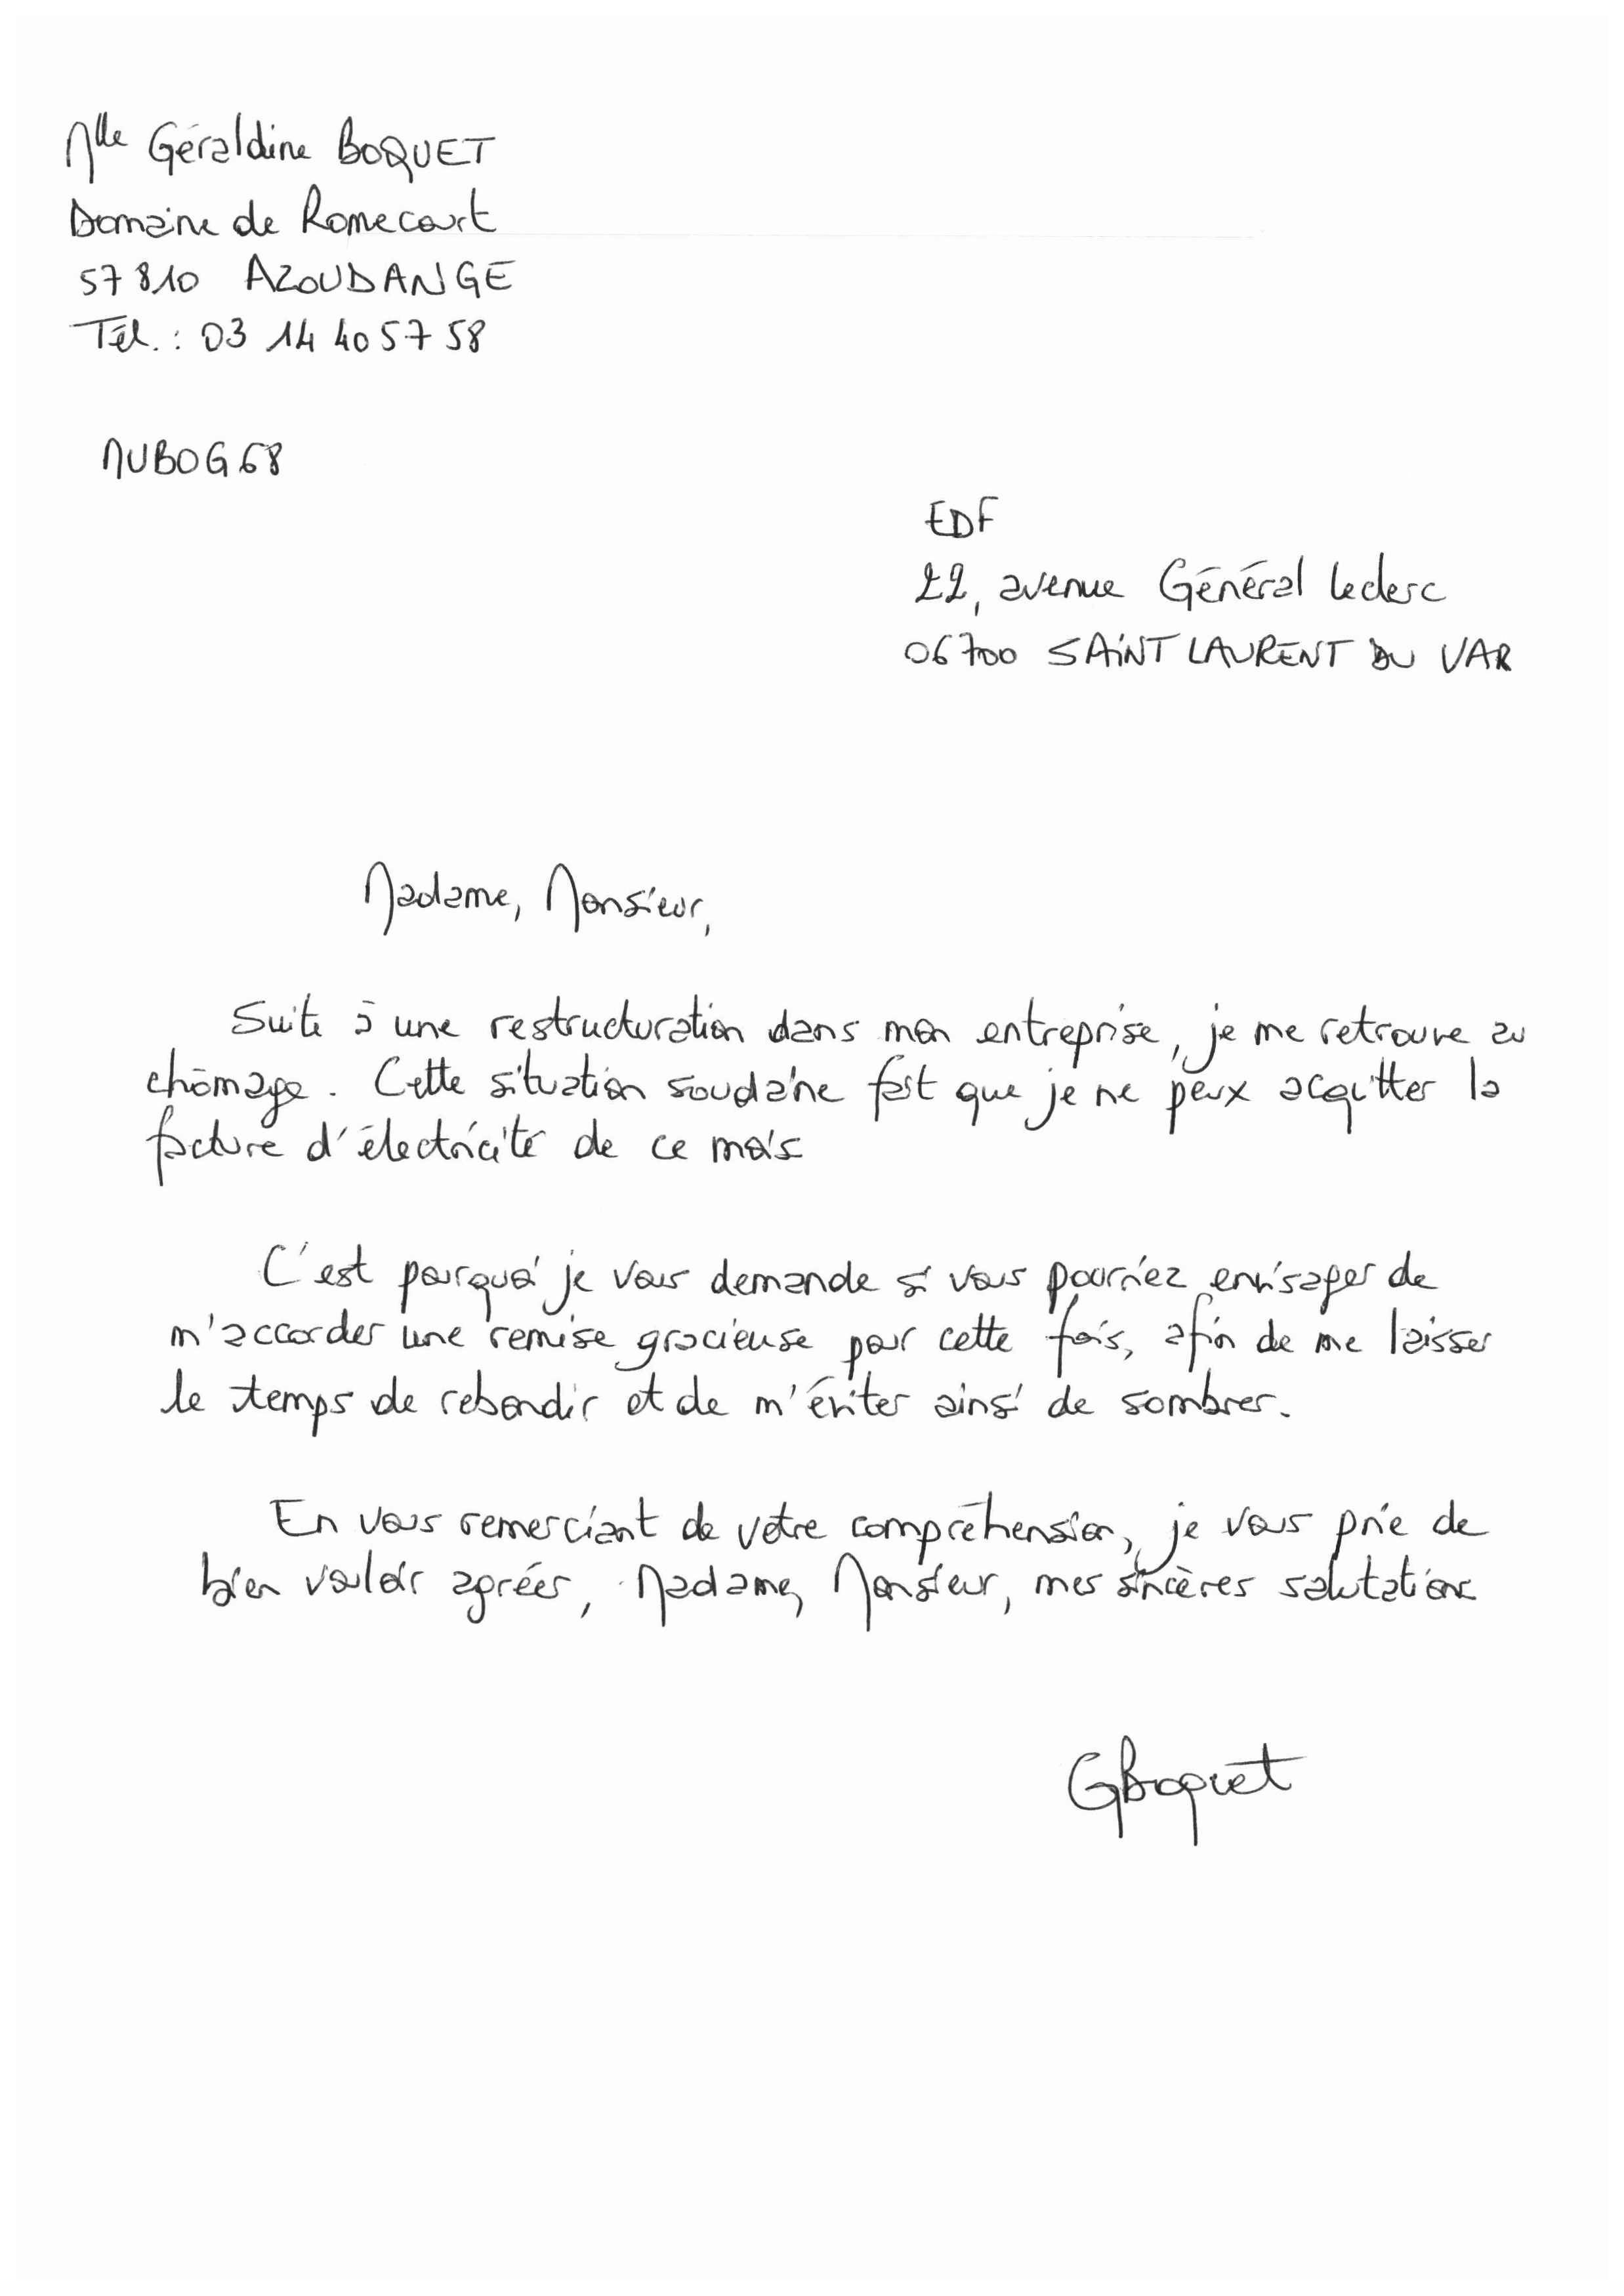 Mlle Géraldine BOQUET
Domaine de Romecourt
57810 AZOUDANGE
Tél. : 03 14 40 57 58
MUBOG68
EDF
22, avenue Général Leclerc
06700 SAINT LAURENT DU VAR
Madame, Monsieur,
Suite à une restructuration dans mon entreprise, je me retrouve au
chômage. Cette situation soudaine fait que je ne peux acquitter la
facture d'électricité de ce mois
C'est pourquoi je vous demande si vous pourriez envisager de
m'accorder une remise gracieuse pour cette fois, afin de me laisser
le temps de rebondir et de m'éviter ainsi de sombrer.
En vous remerciant de votre compréhension, je vous prie de
bien vouloir agréer, Madame, Monsieur, mes sincères salutations
GBoquet